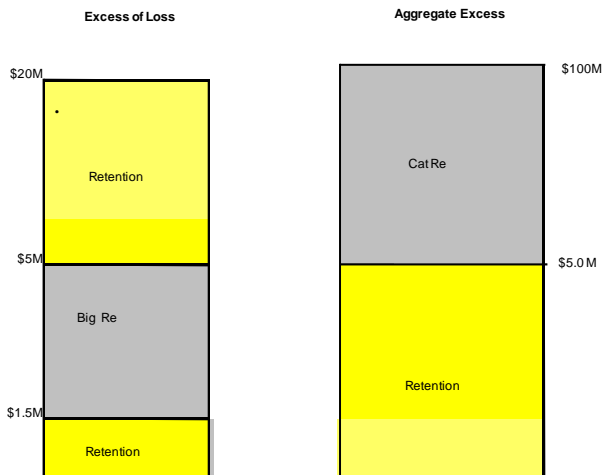 Excess of Loss
Aggregate Excess
$20M
$100M
Cat Re
Retention
$5M
$5.0 M
Big Re
Retention
$1.5M
Retention